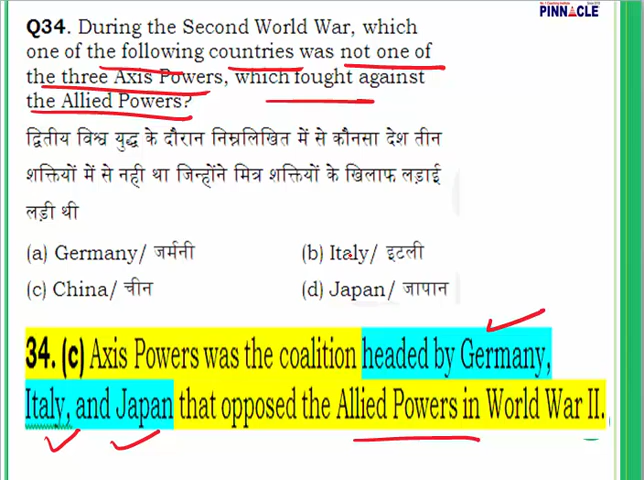 PINNACLE
Q34. During the Second World War, which
one of the following countries was not one of
the three Axis Powers, which fought against
the Allied Powers?
द्वितीय विश्व युद्ध के दौरान निम्नलिखित में से कौनसा देश तीन
शक्तियों में से नही था जिन्होंने मित्र शक्तियों के खिलाफ लड़ाई
लड़ी थी
(a) Germany/ जर्मनी (b) Italy/ इटली
(c) China/ चीन (d) Japan/ जापान
34. (c) Axis Powers was the coalition headed by Germany,
Italy, and Japan that opposed the Allied Powers in World War II.